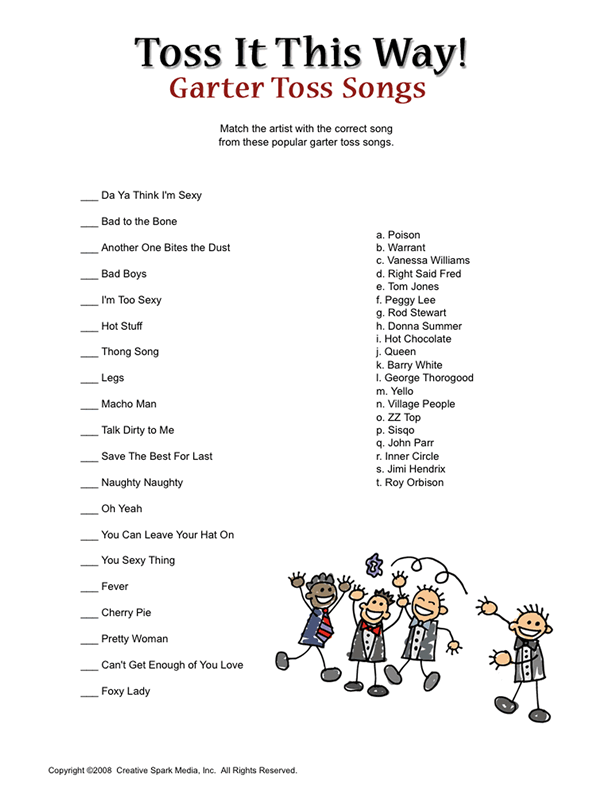 Toss It This Way!
Garter Toss Songs
Match the artist with the correct song
from these popular garter toss songs.
___ Da Ya Think I'm Sexy
___ Bad to the Bone
___ Another One Bites the Dust
___ Bad Boys
___ I'm Too Sexy
___ Hot Stuff
___ Thong Song
___ Legs
___ Macho Man
___ Talk Dirty to Me
___ Save The Best For Last
___ Naughty Naughty
___ Oh Yeah
___ You Can Leave Your Hat On
___ You Sexy Thing
___ Fever
___ Cherry Pie
___ Pretty Woman
___ Can't Get Enough of You Love
___ Foxy Lady
a. Poison
b. Warrant
c. Vanessa Williams
d. Right Said Fred
e. Tom Jones
f. Peggy Lee
g. Rod Stewart
h. Donna Summer
i. Hot Chocolate
j. Queen
k. Barry White
l. George Thorogood
m. Yello
n. Village People
o. ZZ Top
p. Sisqo
q. John Parr
r. Inner Circle
s. Jimi Hendrix
t. Roy Orbison
Copyright ©2008 Creative Spark Media, Inc. All Rights Reserved.